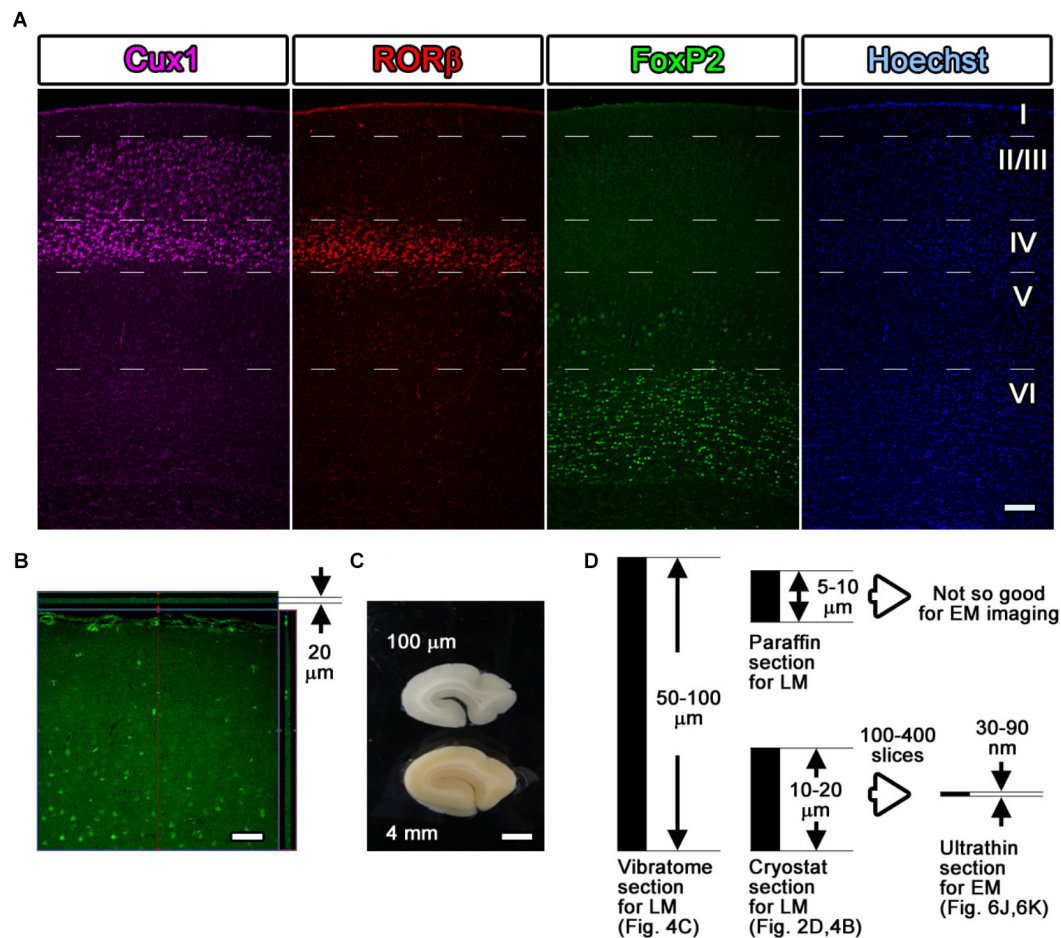 A
Cux1
RORβ
FoxP2
Hoechst
I
II/III
IV
V
VI
B
20
μm
C
100 μm
4 mm
D
50-100
μm
Vibratome
section
for LM
(Fig. 4C)
5-10
μm
Paraffin
section
for LM
Not so good
for EM imaging
10-20
μm
Cryostat
section
for LM
(Fig. 2D,4B)
100-400
slices
30-90
nm
Ultrathin
section
for EM
(Fig. 6J,6K)